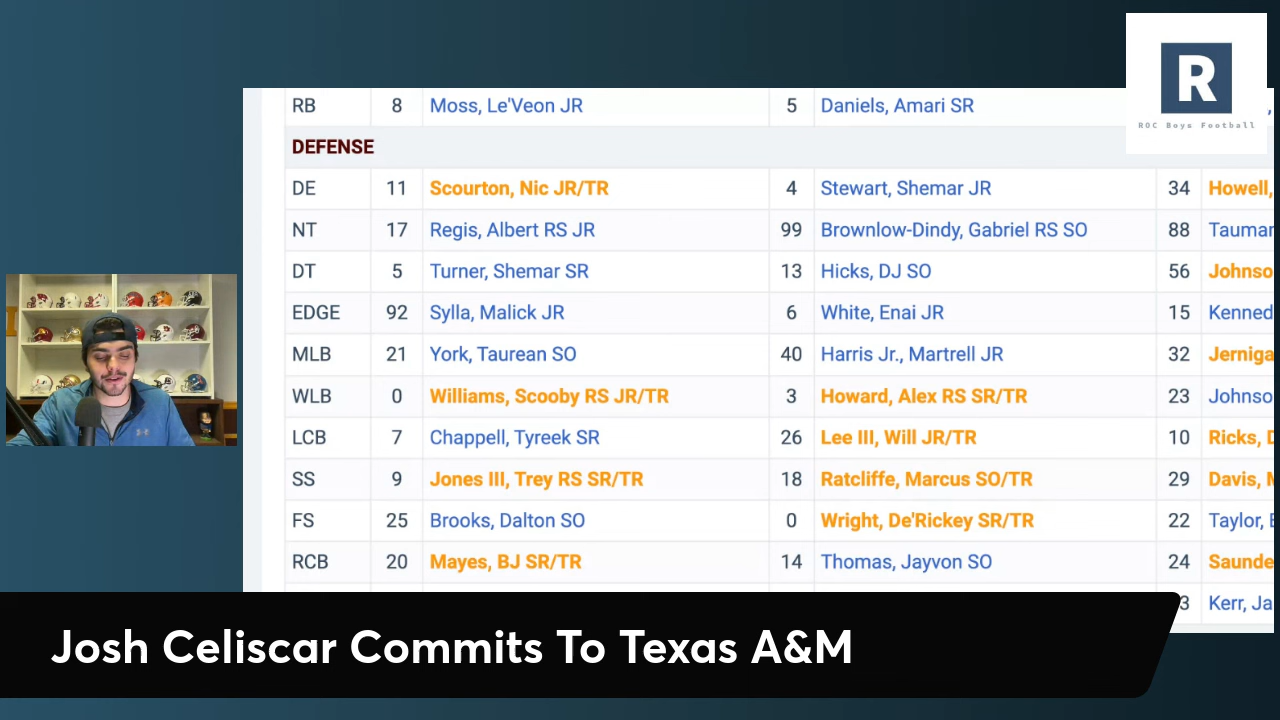 R
ROC Boys Football
RB 8 Moss, Le'Veon JR 5 Daniels, Amari SR
DEFENSE
DE 11 Scourton, Nic JR/TR 4 Stewart, Shemar JR 34 Howell,
NT 17 Regis, Albert RS JR 99 Brownlow-Dindy, Gabriel RS SO 88
DT 5 Turner, Shemar SR 13 Hicks, DJ SO 56
EDGE 92 Sylla, Malick JR 6 White, Enai JR 15
MLB 21 York, Taurean SO 40 Harris Jr., Martrell JR 32
WLB 0 Williams, Scooby RS JR/TR 3 Howard, Alex RS SR/TR 23
LCB 7 Chappell, Tyreek SR 26 Lee III, Will JR/TR 10 Ricks,
SS 9 Jones III, Trey RS SR/TR 18 Ratcliffe, Marcus SO/TR 29 Davis,
FS 25 Brooks, Dalton SO 0 Wright, De'Rickey SR/TR 22 Taylor,
RCB 20 Mayes, BJ SR/TR 14 Thomas, Jayvon SO 24
Kerr,
Josh Celiscar Commits To Texas A&M